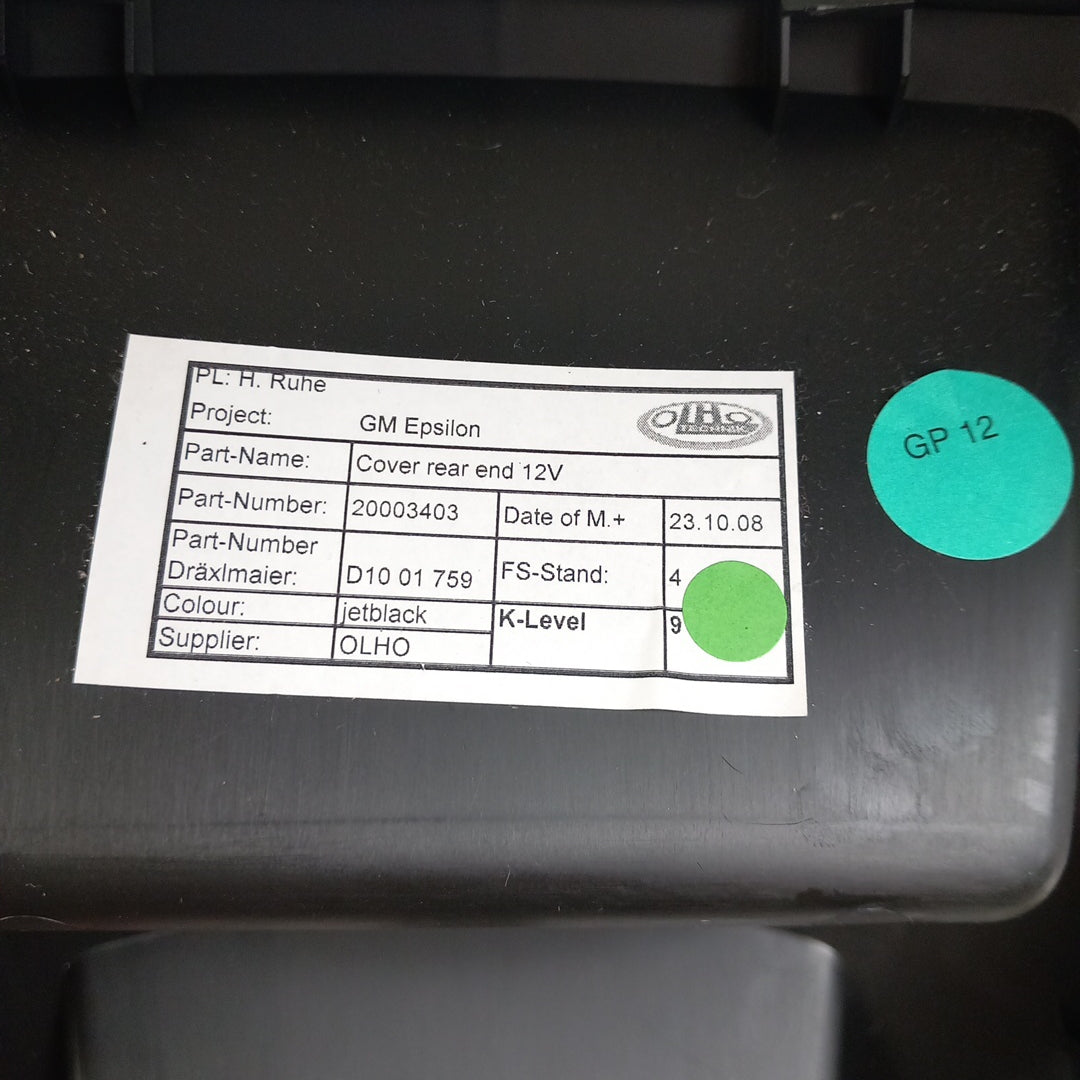 PL: H. Ruhe
Project: GM Epsilon
OLHO
TECHNIK
Part-Name: Cover rear end 12V
Part-Number: 20003403 Date of M.+ 23.10.08
Part-Number
Dräxlmaier: D10 01 759 FS-Stand: 4
Colour: jetblack K-Level 9
Supplier: OLHO
GP 12